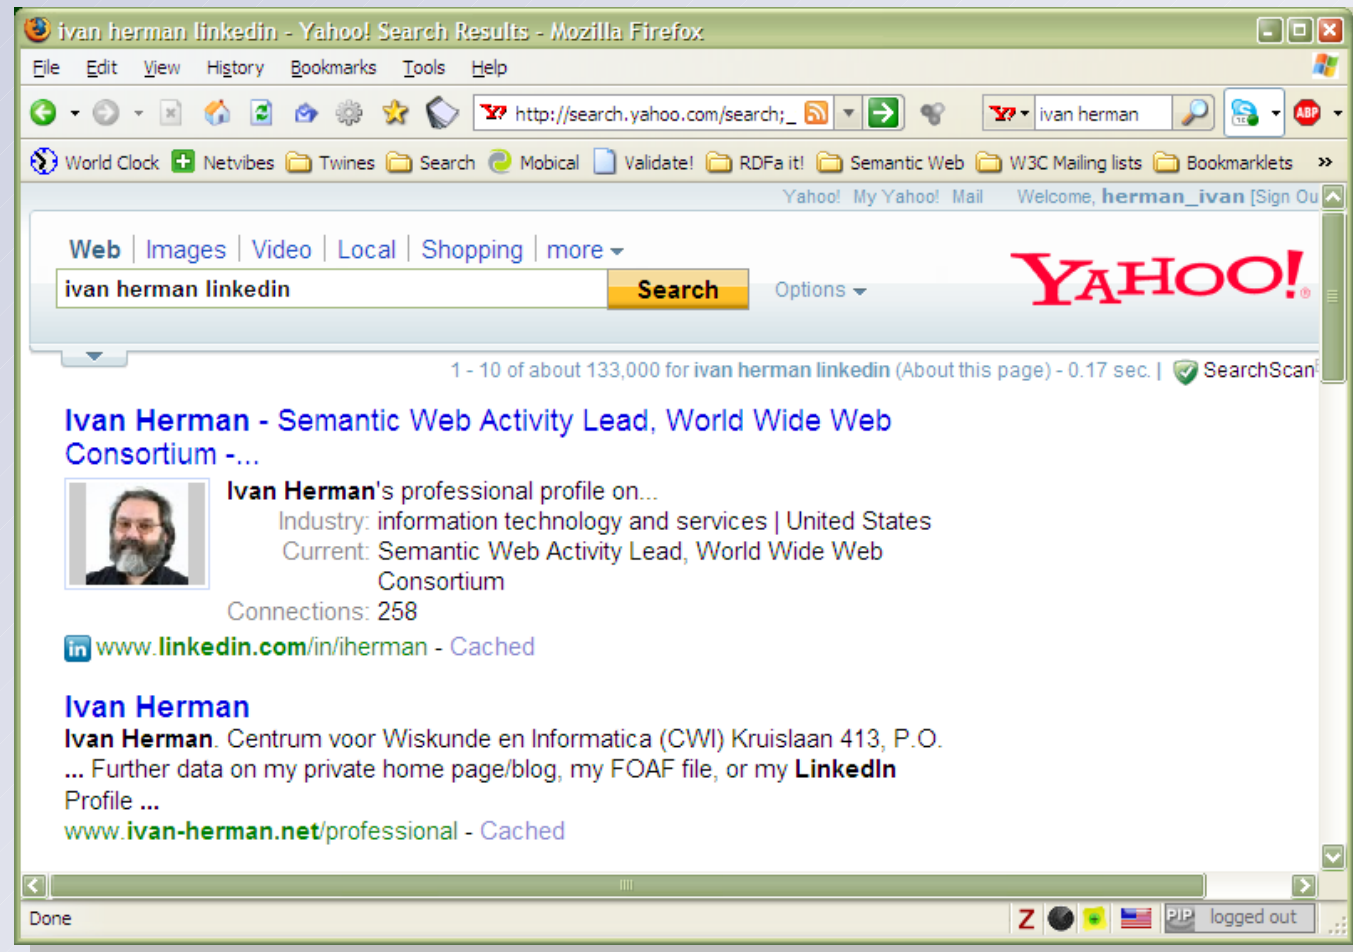 ivan herman linkedin - Yahoo! Search Results - Mozilla Firefox
File Edit View History Bookmarks Tools Help
http://search.yahoo.com/search;_ ivan herman ABP
World Clock Netvibes Twines Search Mobical Validate! RDFa it! Semantic Web W3C Mailing lists Bookmarklets »
Yahoo! My Yahoo! Mail Welcome, herman_ivan [Sign Ou
Web | Images | Video | Local | Shopping | more
YAHOO!®
ivan herman linkedin Search Options
1 - 10 of about 133,000 for ivan herman linkedin (About this page) - 0.17 sec. | SearchScan
Ivan Herman - Semantic Web Activity Lead, World Wide Web
Consortium -...
Ivan Herman's professional profile on...
Industry: information technology and services | United States
Current: Semantic Web Activity Lead, World Wide Web
Consortium
Connections: 258
in www.linkedin.com/in/iherman - Cached
Ivan Herman
Ivan Herman. Centrum voor Wiskunde en Informatica (CWI) Kruislaan 413, P.O.
... Further data on my private home page/blog, my FOAF file, or my LinkedIn
Profile ...
www.ivan-herman.net/professional - Cached
Done Z PIP logged out